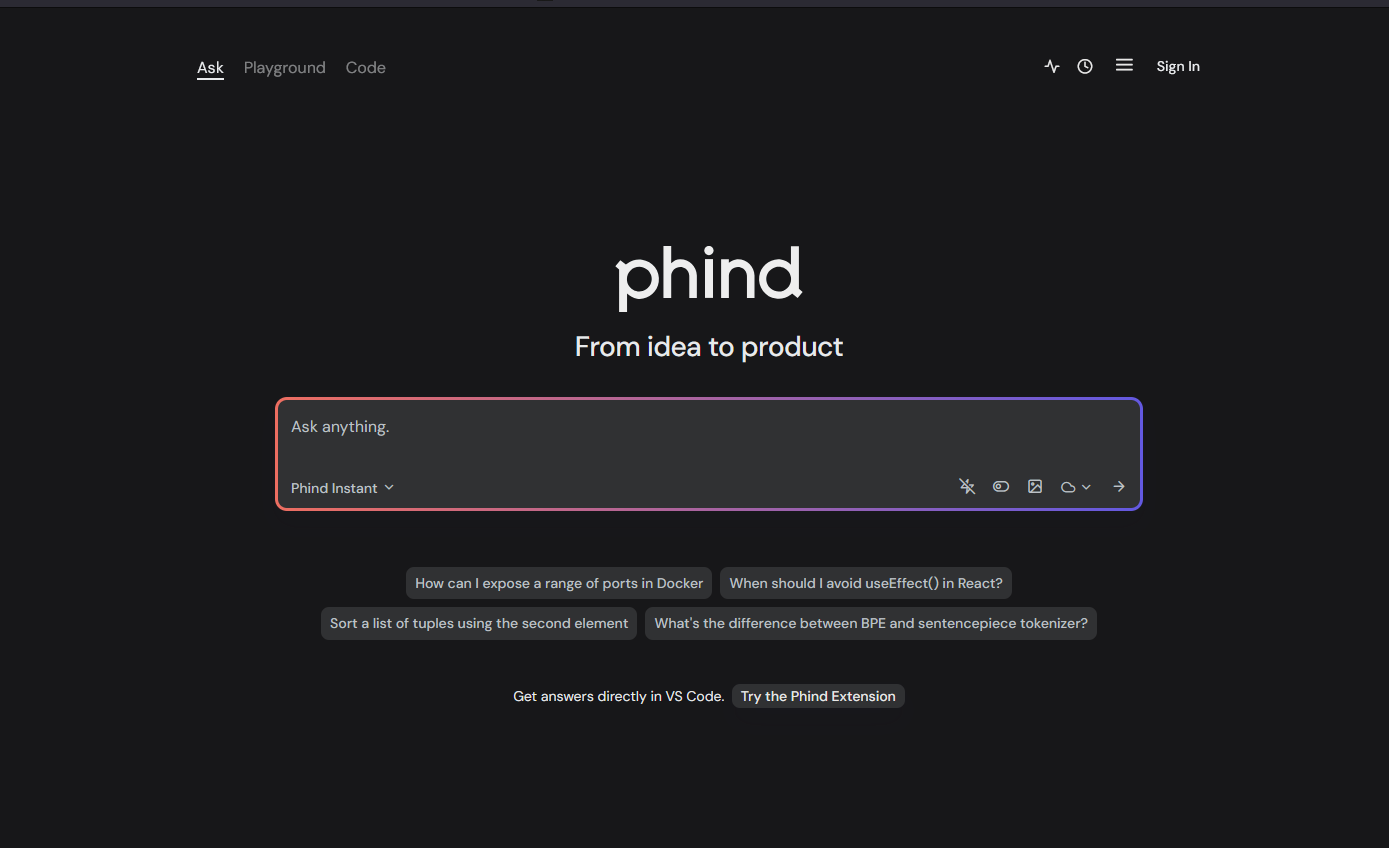 Ask Playground Code Sign In
phind
From idea to product
Ask anything.
Phind Instant
How can I expose a range of ports in Docker When should I avoid useEffect() in React?
Sort a list of tuples using the second element What's the difference between BPE and sentencepiece tokenizer?
Get answers directly in VS Code. Try the Phind Extension